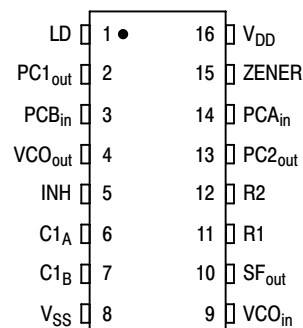 LD 1 16 VDD
PC1out 2 15 ZENER
PCBin 3 14 PCAin
VCOout 4 13 PC2out
INH 5 12 R2
C1A 6 11 R1
C1B 7 10 SFout
VSS 8 9 VCOin